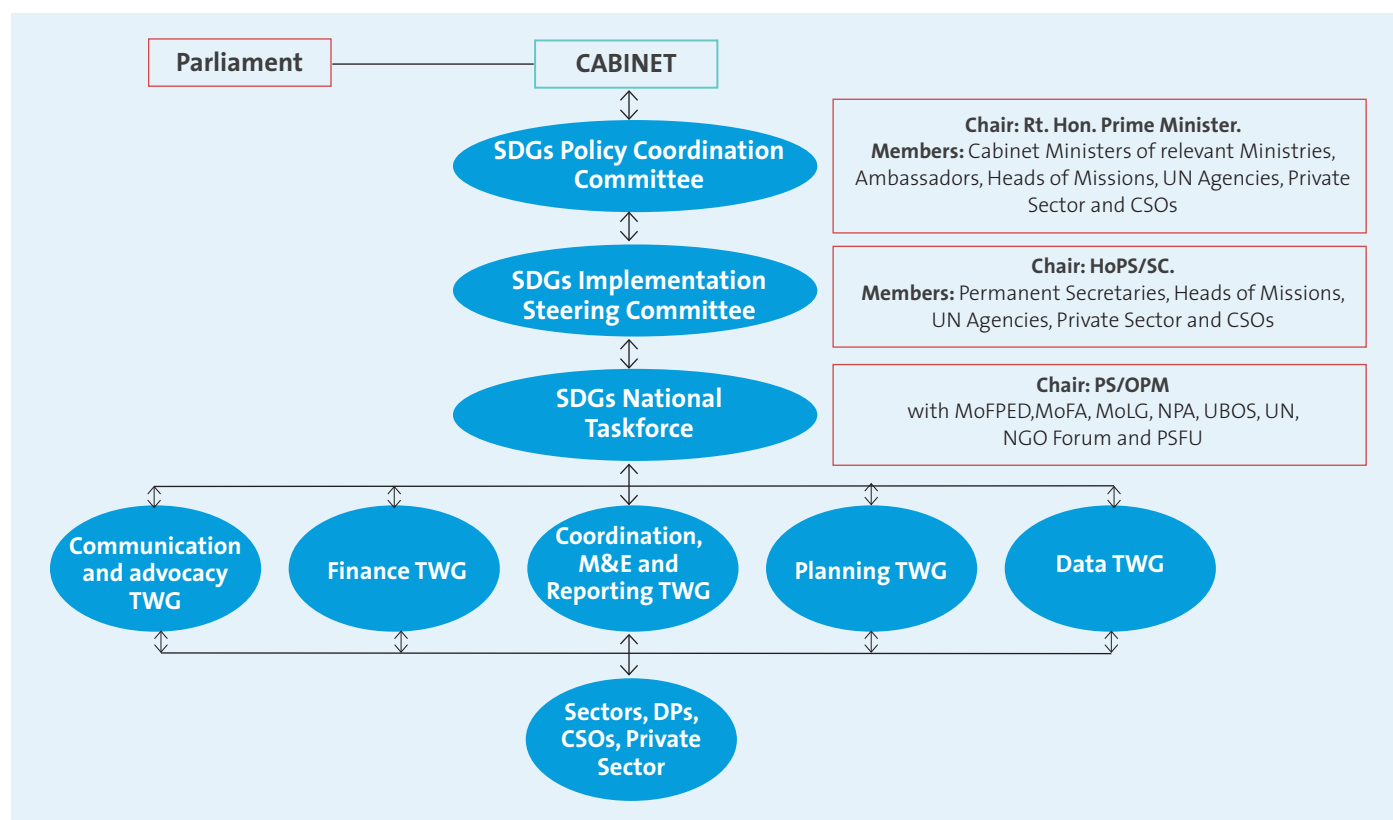 Parliament
CABINET
SDGs Policy Coordination
Committee
Chair: Rt. Hon. Prime Minister.
Members: Cabinet Ministers of relevant Ministries,
Ambassadors, Heads of Missions, UN Agencies, Private
Sector and CSOs
SDGs Implementation
Steering Committee
Chair: HoPS/SC.
Members: Permanent Secretaries, Heads of Missions,
UN Agencies, Private Sector and CSOs
SDGs National
Taskforce
Chair: PS/OPM
with MoFPED,MoFA, MoLG, NPA, UBOS, UN,
NGO Forum and PSFU
Communication
and advocacy
TWG
Finance TWG
Coordination,
M&E and
Reporting TWG
Planning TWG
Data TWG
Sectors, DPs,
CSOs, Private
Sector